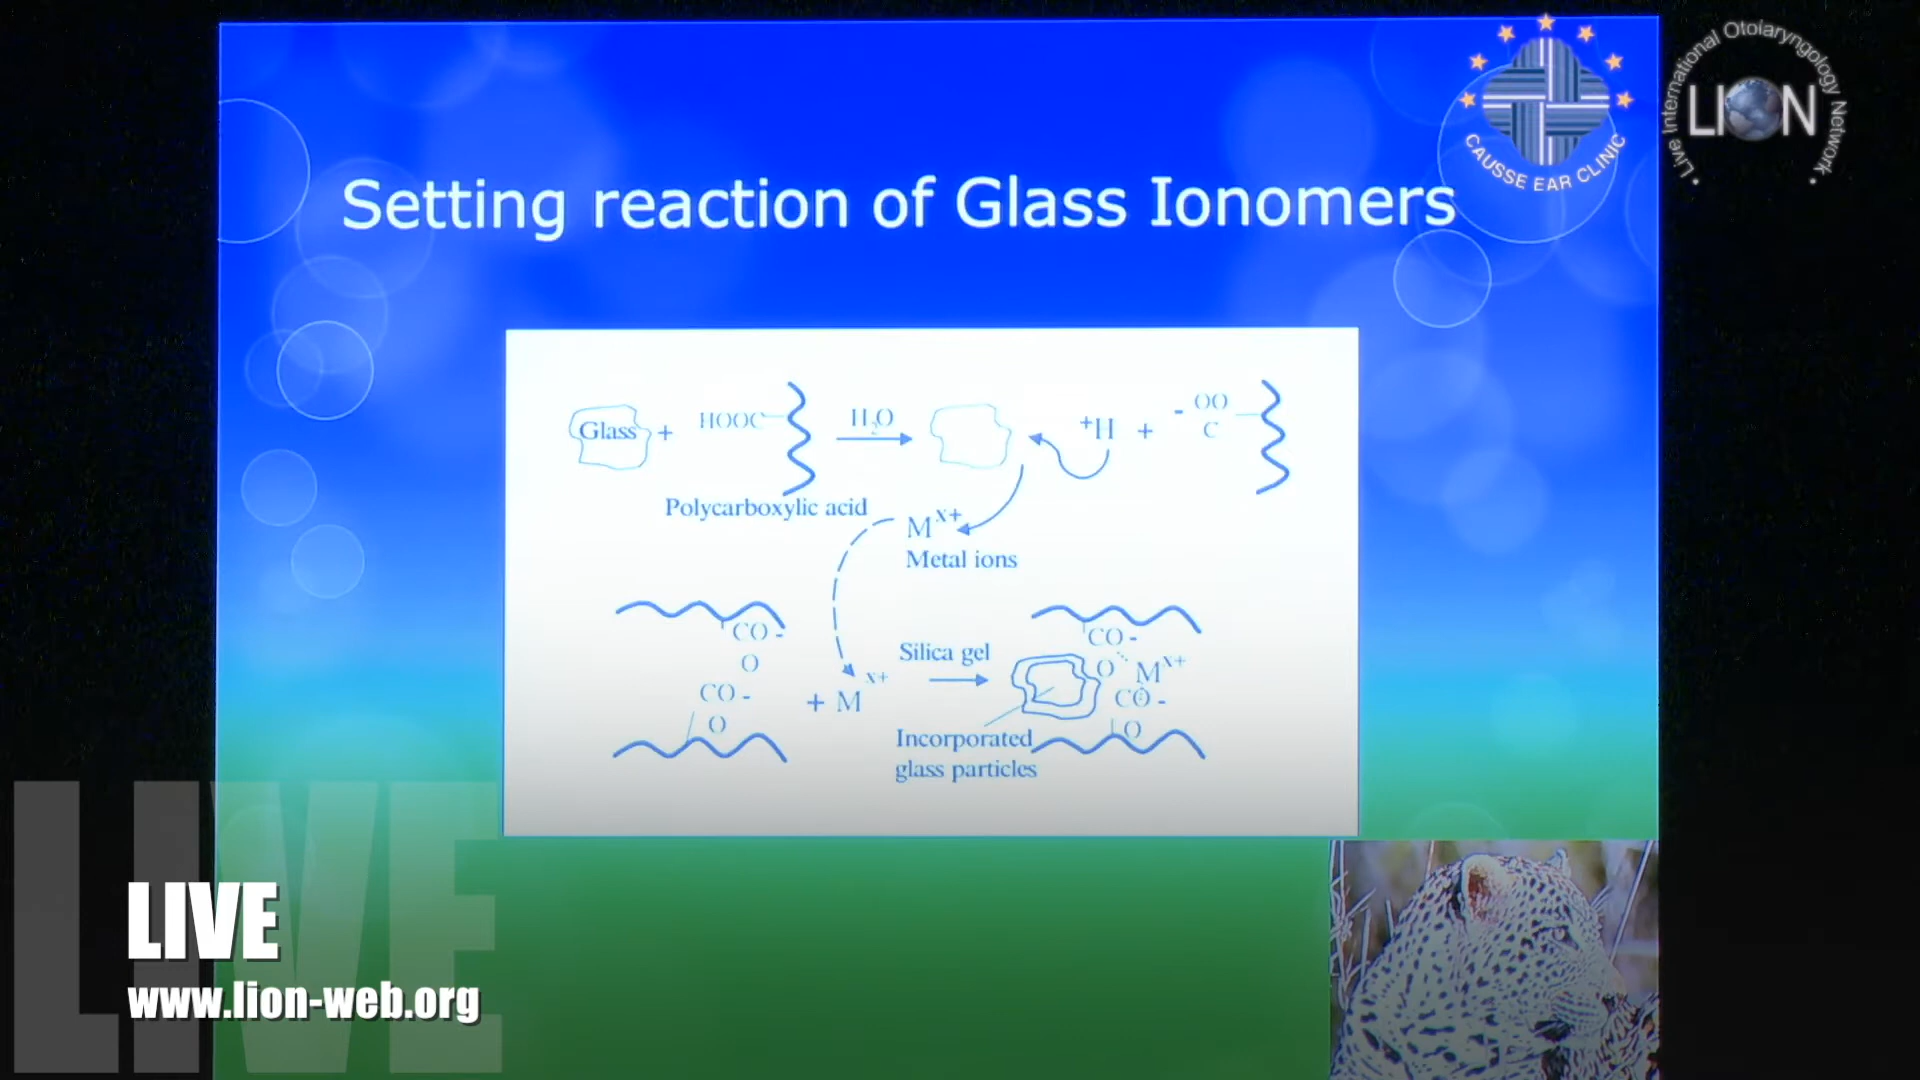 Setting reaction of Glass Ionomers
CAUSSE EAR CLINIC
Live International Otolaryngology Network
LION
Glass + HOOC H₂O +H + - OO
C
Polycarboxylic acid
Mˣ⁺
Metal ions
CO -
O
CO -
O
+ M x+
Silica gel
CO -
O Mˣ⁺
CO -
O
Incorporated
glass particles
LIVE
LIVE
www.lion-web.org